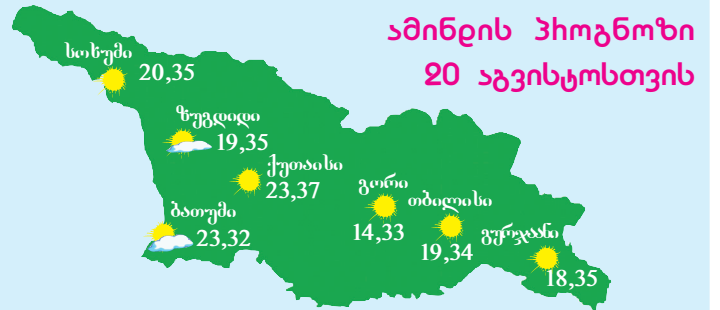 ამინდის პროგნოზი
20 აგვისტოსთვის
სოხუმი
20,35
ზუგდიდი
19,35
ქუთაისი
23,37
გორი
14,33
თბილისი
19,34
ბათუმი
23,32
გურჯაანი
18,35